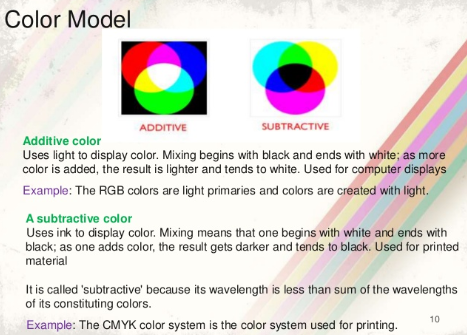 Color Model
ADDITIVE
SUBTRACTIVE
Additive color
Uses light to display color. Mixing begins with black and ends with white; as more
color is added, the result is lighter and tends to white. Used for computer displays
Example: The RGB colors are light primaries and colors are created with light.
A subtractive color
Uses ink to display color. Mixing means that one begins with white and ends with
black; as one adds color, the result gets darker and tends to black. Used for printed
material
It is called 'subtractive' because its wavelength is less than sum of the wavelengths
of its constituting colors.
Example: The CMYK color system is the color system used for printing.
10